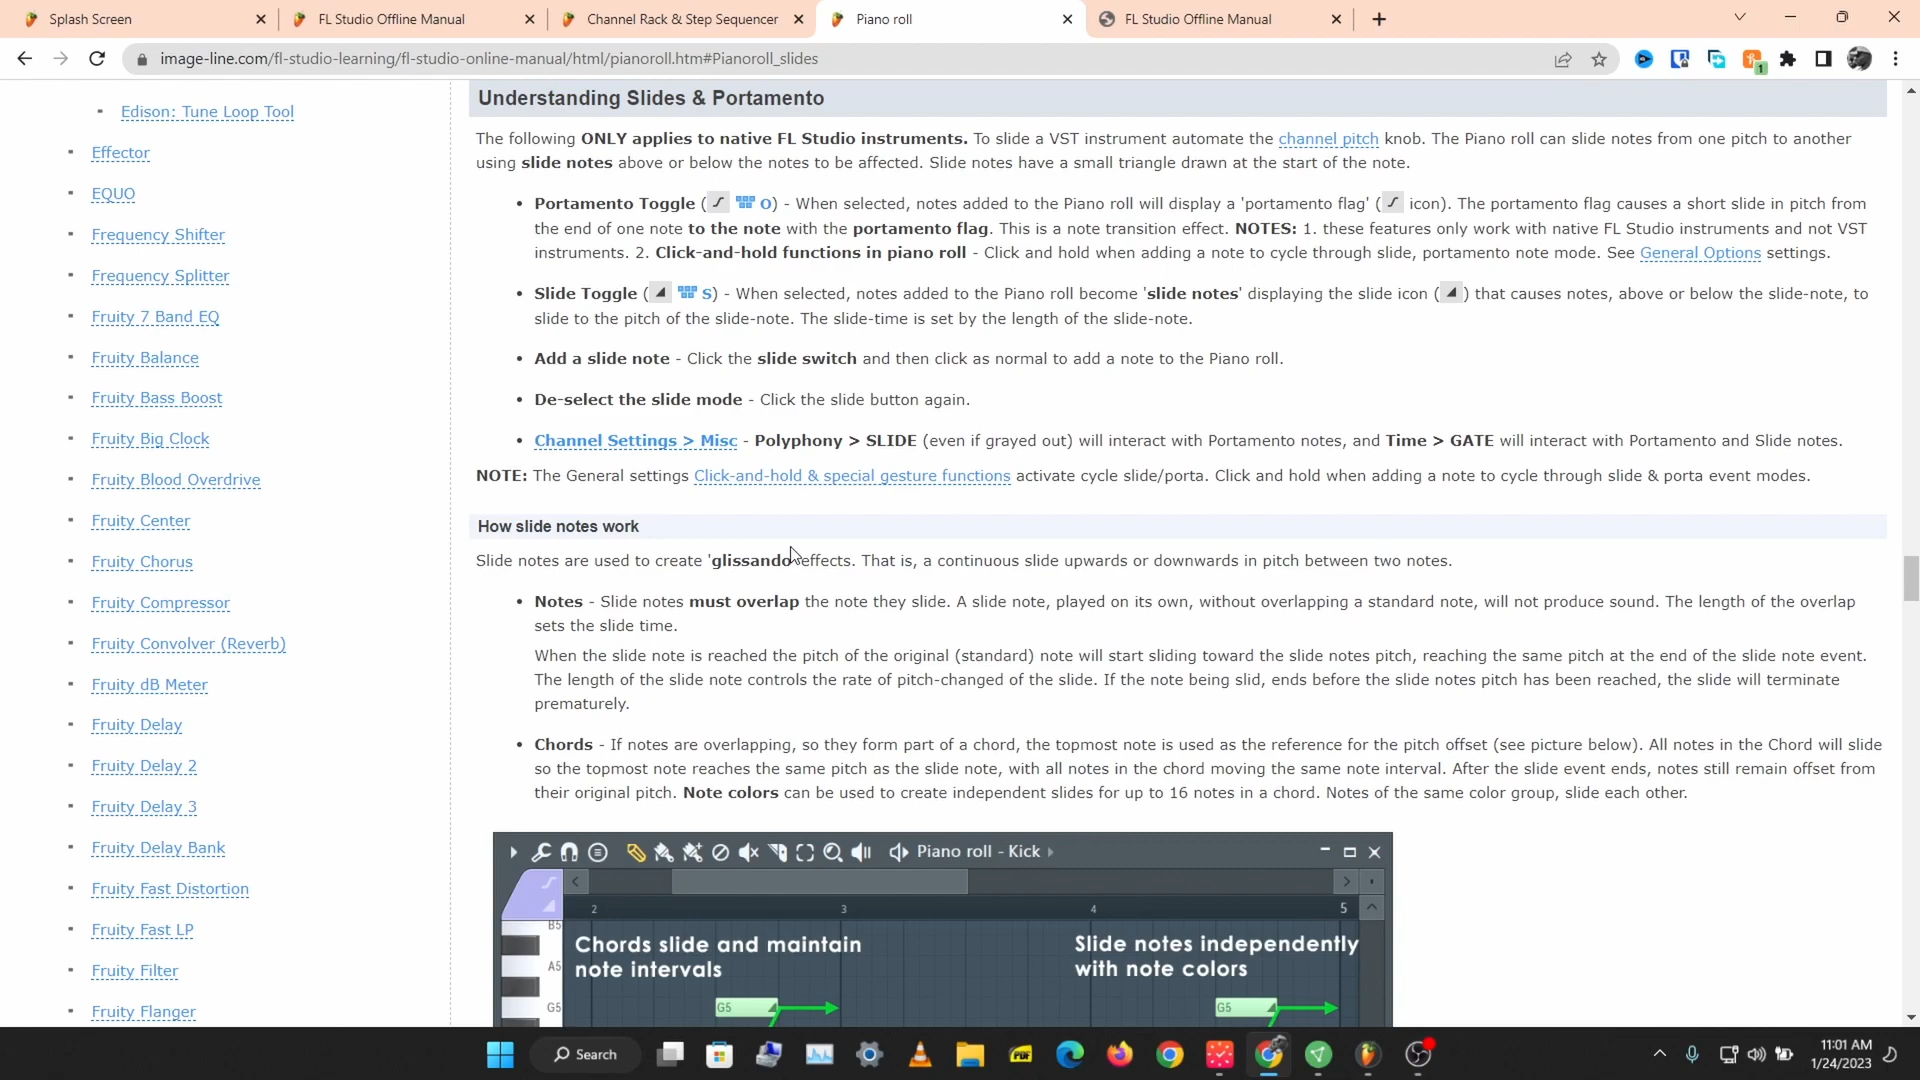 Splash Screen
FL Studio Offline Manual
Channel Rack & Step Sequencer
Piano roll
FL Studio Offline Manual
image-line.com/fl-studio-learning/fl-studio-online-manual/html/pianoroll.htm#Pianoroll_slides
1
Edison: Tune Loop Tool
Effector
EQUO
Frequency Shifter
Frequency Splitter
Fruity 7 Band EQ
Fruity Balance
Fruity Bass Boost
Fruity Big Clock
Fruity Blood Overdrive
Fruity Center
Fruity Chorus
Fruity Compressor
Fruity Convolver (Reverb)
Fruity dB Meter
Fruity Delay
Fruity Delay 2
Fruity Delay 3
Fruity Delay Bank
Fruity Fast Distortion
Fruity Fast LP
Fruity Filter
Fruity Flanger
Understanding Slides & Portamento
The following ONLY applies to native FL Studio instruments. To slide a VST instrument automate the channel pitch knob. The Piano roll can slide notes from one pitch to another
using slide notes above or below the notes to be affected. Slide notes have a small triangle drawn at the start of the note.
Portamento Toggle ( O) - When selected, notes added to the Piano roll will display a 'portamento flag' ( icon). The portamento flag causes a short slide in pitch from
the end of one note to the note with the portamento flag. This is a note transition effect. NOTES: 1. these features only work with native FL Studio instruments and not VST
instruments. 2. Click-and-hold functions in piano roll - Click and hold when adding a note to cycle through slide, portamento note mode. See General Options settings.
Slide Toggle ( S) - When selected, notes added to the Piano roll become 'slide notes' displaying the slide icon ( ) that causes notes, above or below the slide-note, to
slide to the pitch of the slide-note. The slide-time is set by the length of the slide-note.
Add a slide note - Click the slide switch and then click as normal to add a note to the Piano roll.
De-select the slide mode - Click the slide button again.
Channel Settings > Misc - Polyphony > SLIDE (even if grayed out) will interact with Portamento notes, and Time > GATE will interact with Portamento and Slide notes.
NOTE: The General settings Click-and-hold & special gesture functions activate cycle slide/porta. Click and hold when adding a note to cycle through slide & porta event modes.
How slide notes work
Slide notes are used to create 'glissando effects. That is, a continuous slide upwards or downwards in pitch between two notes.
Notes - Slide notes must overlap the note they slide. A slide note, played on its own, without overlapping a standard note, will not produce sound. The length of the overlap
sets the slide time.
When the slide note is reached the pitch of the original (standard) note will start sliding toward the slide notes pitch, reaching the same pitch at the end of the slide note event.
The length of the slide note controls the rate of pitch-changed of the slide. If the note being slid, ends before the slide notes pitch has been reached, the slide will terminate
prematurely.
Chords - If notes are overlapping, so they form part of a chord, the topmost note is used as the reference for the pitch offset (see picture below). All notes in the Chord will slide
so the topmost note reaches the same pitch as the slide note, with all notes in the chord moving the same note interval. After the slide event ends, notes still remain offset from
their original pitch. Note colors can be used to create independent slides for up to 16 notes in a chord. Notes of the same color group, slide each other.
Piano roll - Kick
2 3 4 5
B5
A5
G5
Chords slide and maintain
note intervals
G5
Slide notes independently
with note colors
G5
Search
PDF
11:01 AM
1/24/2023